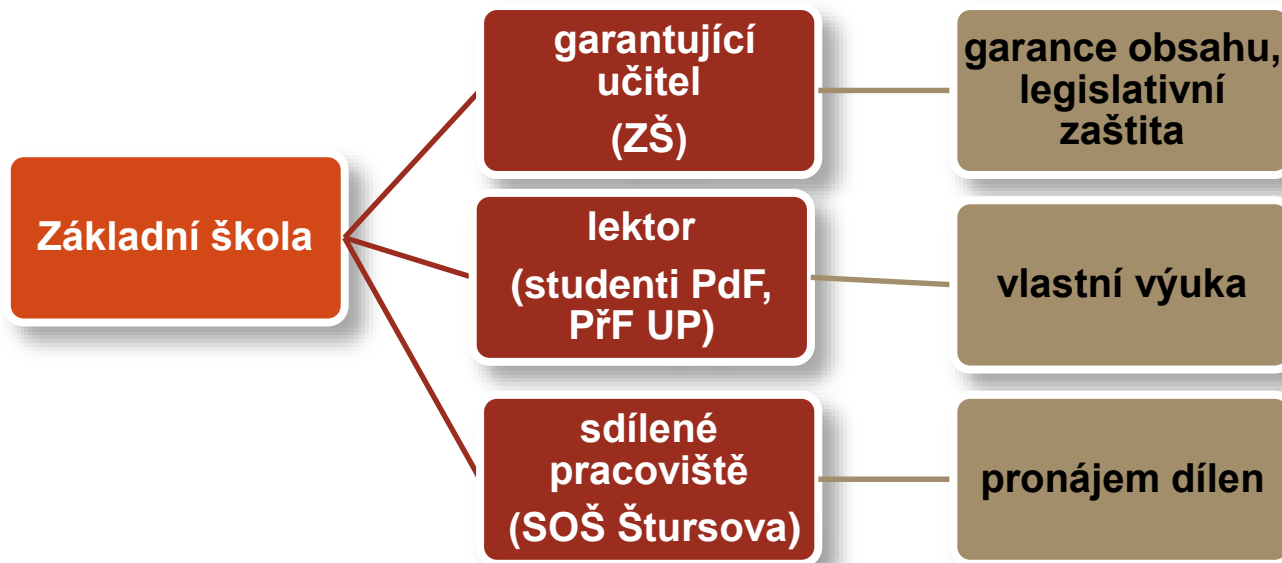 Základní škola
garantující
učitel
(ZŠ)
garance obsahu,
legislativní
zaštita
lektor
(studenti PdF,
PřF UP)
vlastní výuka
sdílené
pracoviště
(SOŠ Štursova)
pronájem dílen